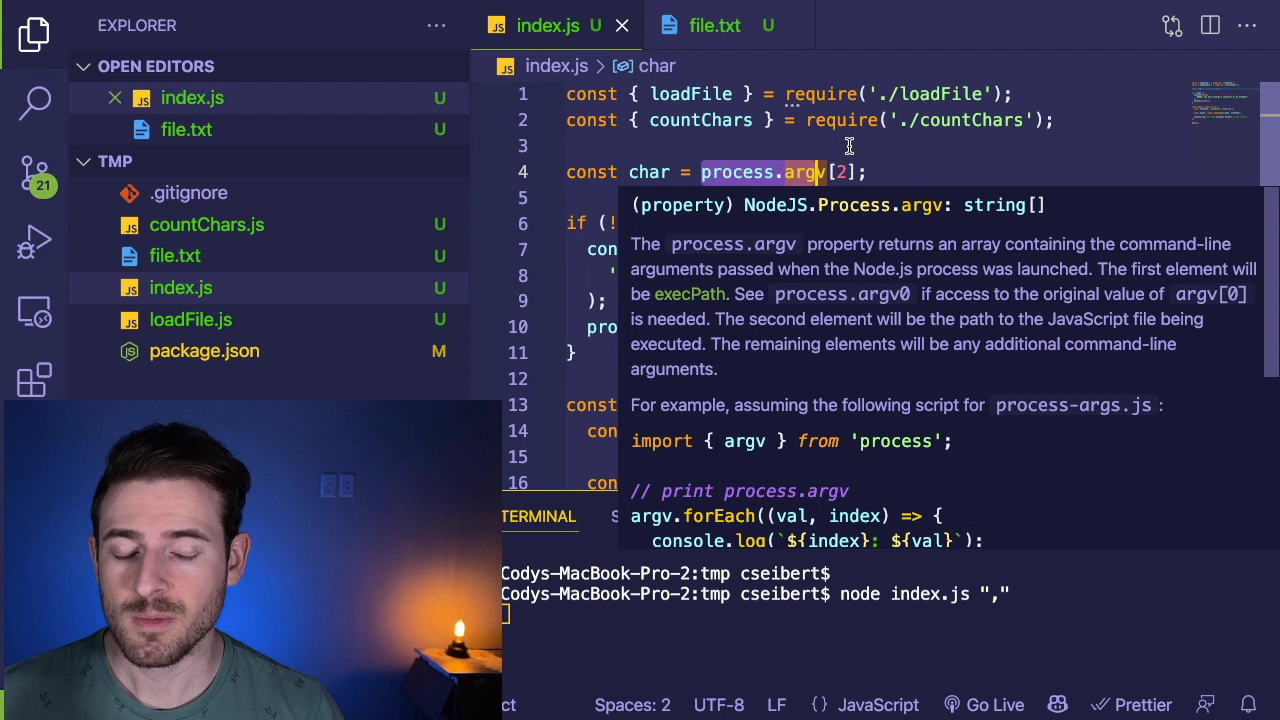 EXPLORER
OPEN EDITORS
index.js U
file.txt U
TMP
.gitignore
countChars.js U
file.txt U
index.js U
loadFile.js U
package.json M
21
index.js U
file.txt U
index.js > char
1 const { loadFile } = require('./loadFile');
2 const { countChars } = require('./countChars');
3
4 const char = process.argv[2];
5
6 if (!
7 con
8 '
9 );
10 pro
11 }
12
13 const
14 con
15
16 con
(property) NodeJS.Process.argv: string[]
The process.argv property returns an array containing the command-line
arguments passed when the Node.js process was launched. The first element will
be execPath. See process.argv0 if access to the original value of argv[0]
is needed. The second element will be the path to the JavaScript file being
executed. The remaining elements will be any additional command-line
arguments.
For example, assuming the following script for process-args.js :
import { argv } from 'process';
// print process.argv
argv.forEach((val, index) => {
console.log(`${index}: ${val}`);
TERMINAL
Codys-MacBook-Pro-2:tmp cseibert$
Codys-MacBook-Pro-2:tmp cseibert$ node index.js ","
Spaces: 2 UTF-8 LF {} JavaScript Go Live Prettier